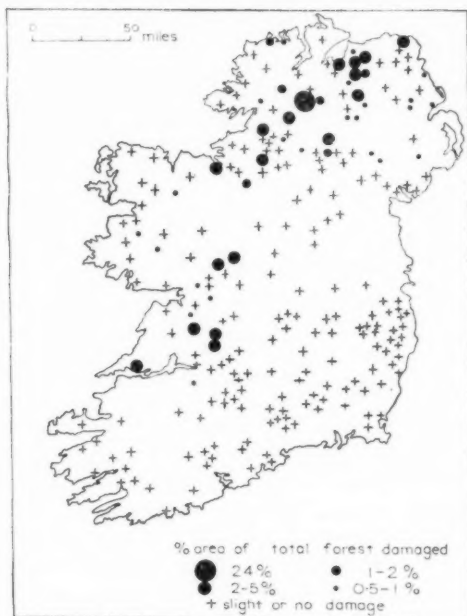 0 50
miles
% area of total forest damaged
24% 1-2%
2-5% 0·5-1%
+ slight or no damage